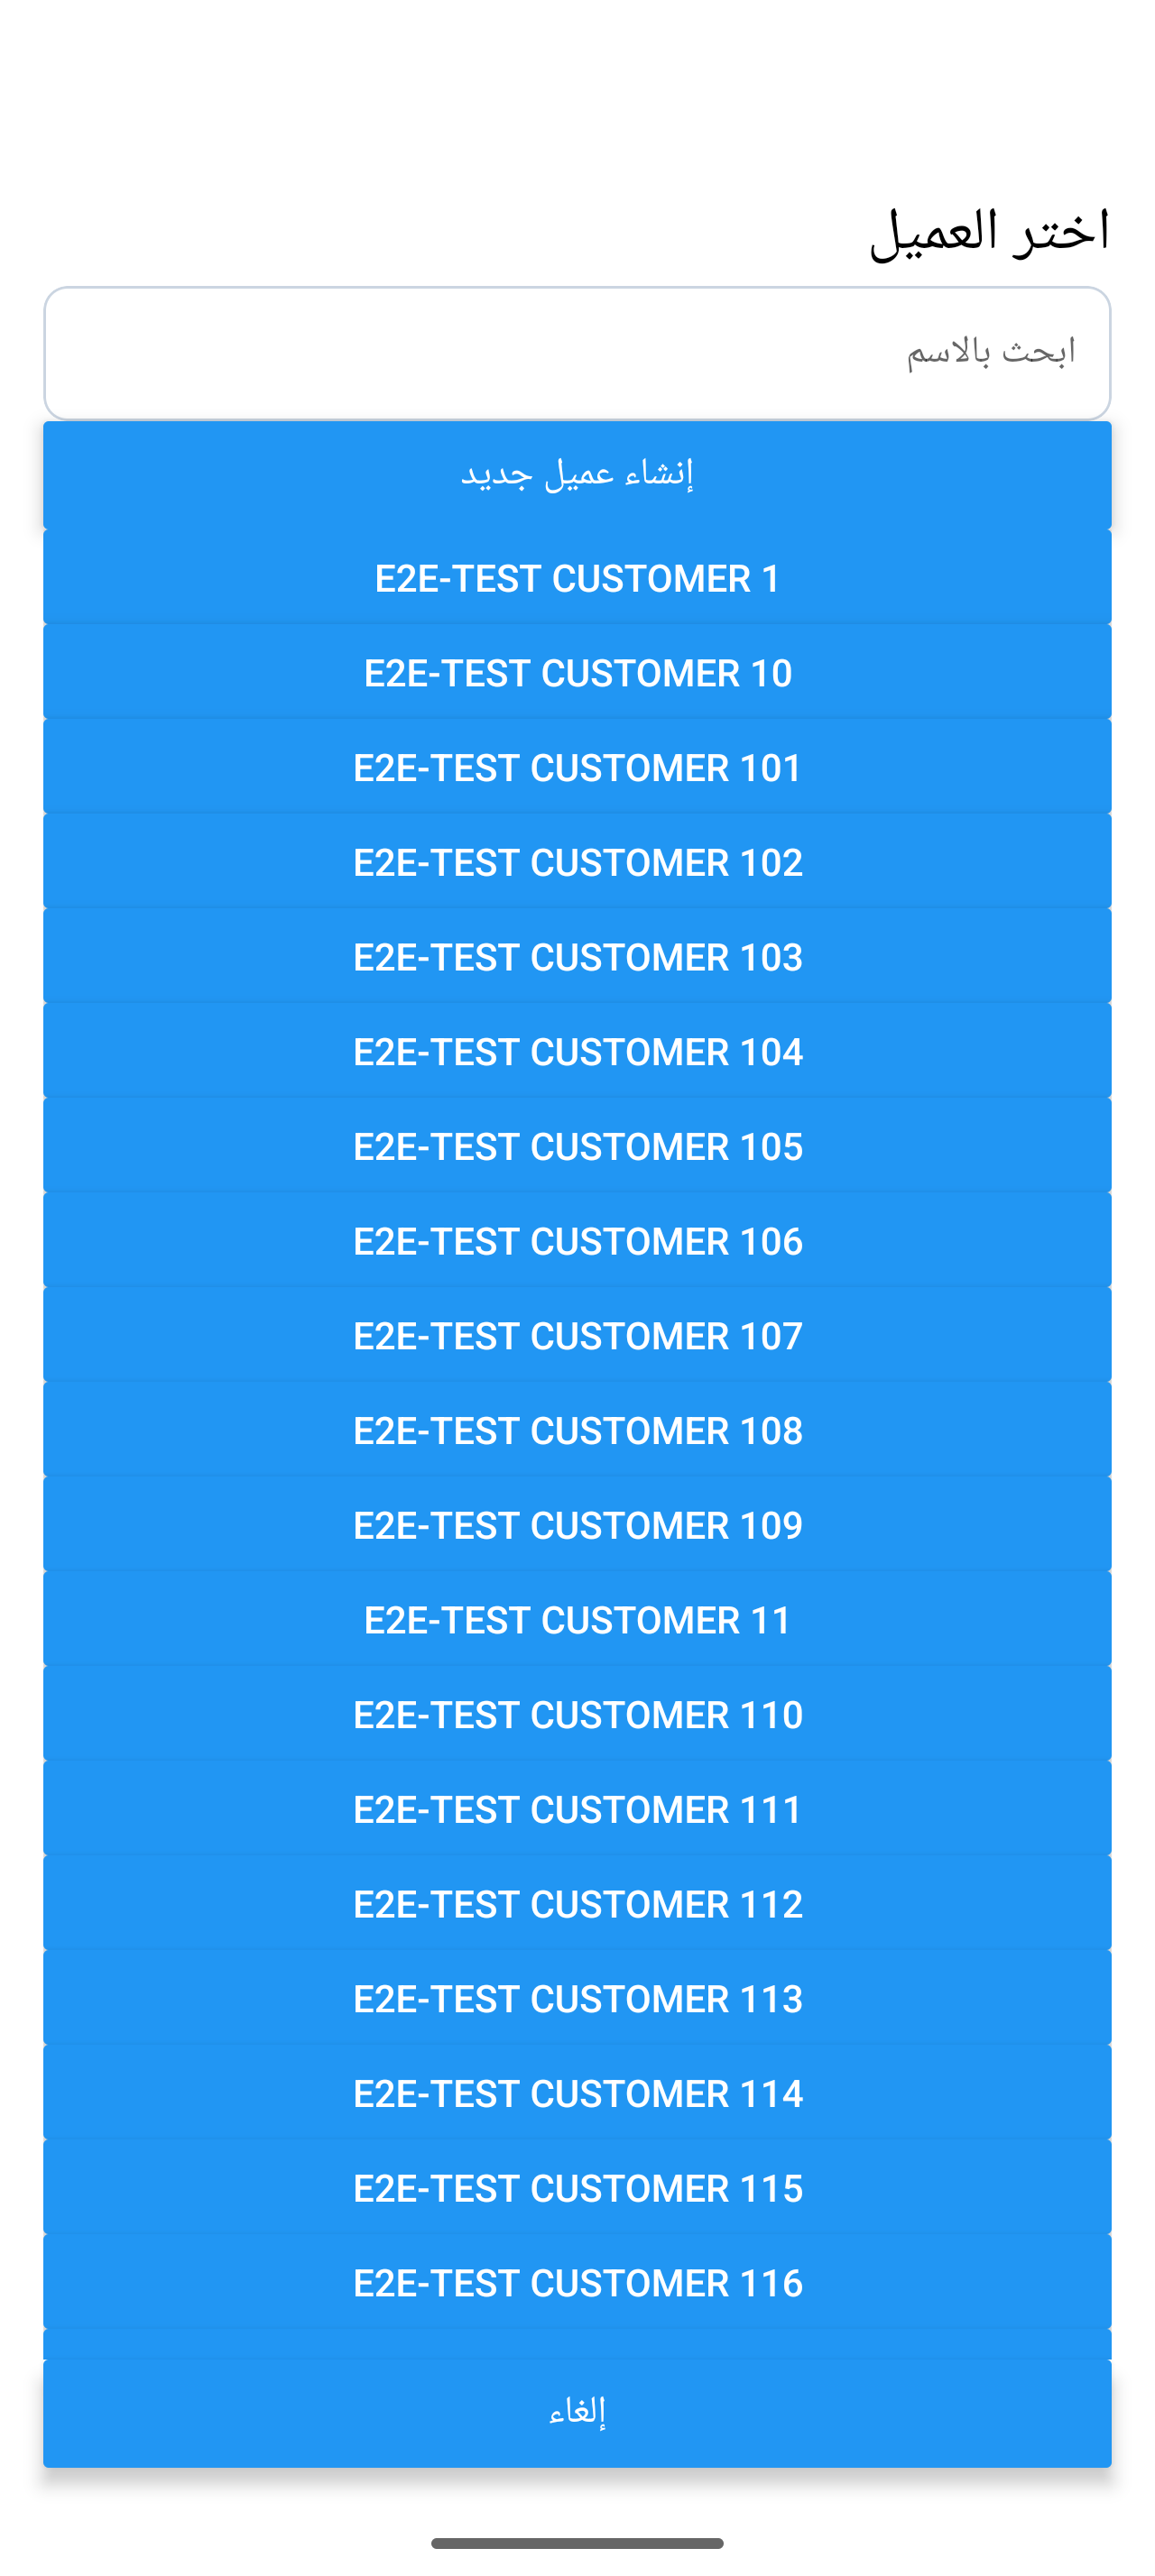 اختر العميل
ابحث بالاسم
إنشاء عميل جديد
E2E-TEST CUSTOMER 1
E2E-TEST CUSTOMER 10
E2E-TEST CUSTOMER 101
E2E-TEST CUSTOMER 102
E2E-TEST CUSTOMER 103
E2E-TEST CUSTOMER 104
E2E-TEST CUSTOMER 105
E2E-TEST CUSTOMER 106
E2E-TEST CUSTOMER 107
E2E-TEST CUSTOMER 108
E2E-TEST CUSTOMER 109
E2E-TEST CUSTOMER 11
E2E-TEST CUSTOMER 110
E2E-TEST CUSTOMER 111
E2E-TEST CUSTOMER 112
E2E-TEST CUSTOMER 113
E2E-TEST CUSTOMER 114
E2E-TEST CUSTOMER 115
E2E-TEST CUSTOMER 116
إلغاء